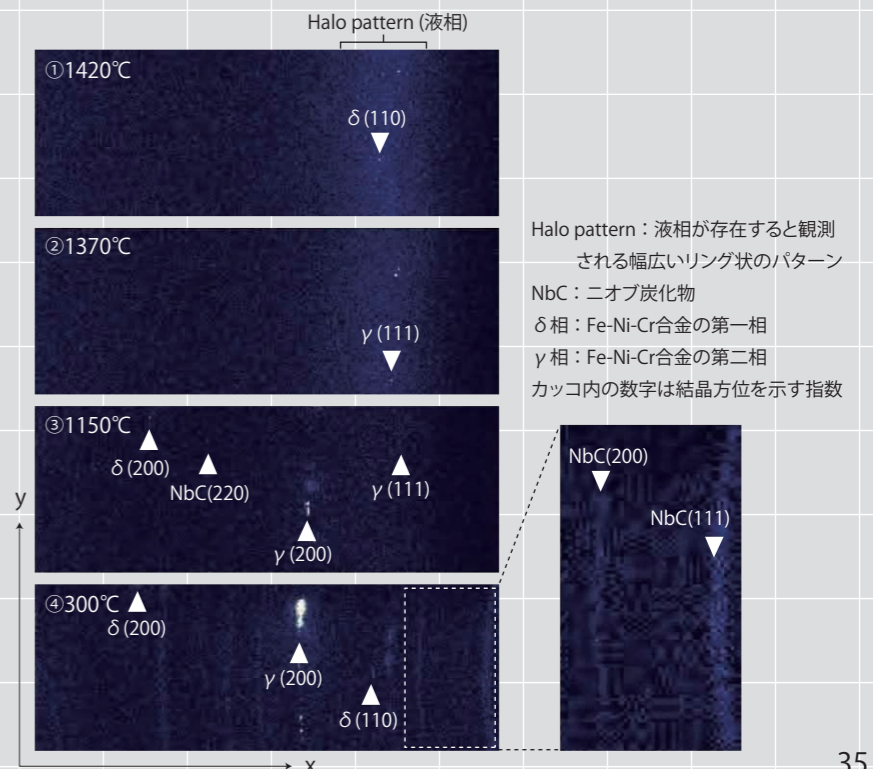 Halo pattern (液相)
①1420℃
δ(110)
②1370℃
γ(111)
③1150℃
δ(200)
NbC(220)
γ(111)
γ(200)
④300℃
δ(200)
γ(200)
δ(110)
y
x
Halo pattern：液相が存在すると観測
される幅広いリング状のパターン
NbC：ニオブ炭化物
δ相：Fe-Ni-Cr合金の第一相
γ相：Fe-Ni-Cr合金の第二相
カッコ内の数字は結晶方位を示す指数
NbC(200)
NbC(111)
35